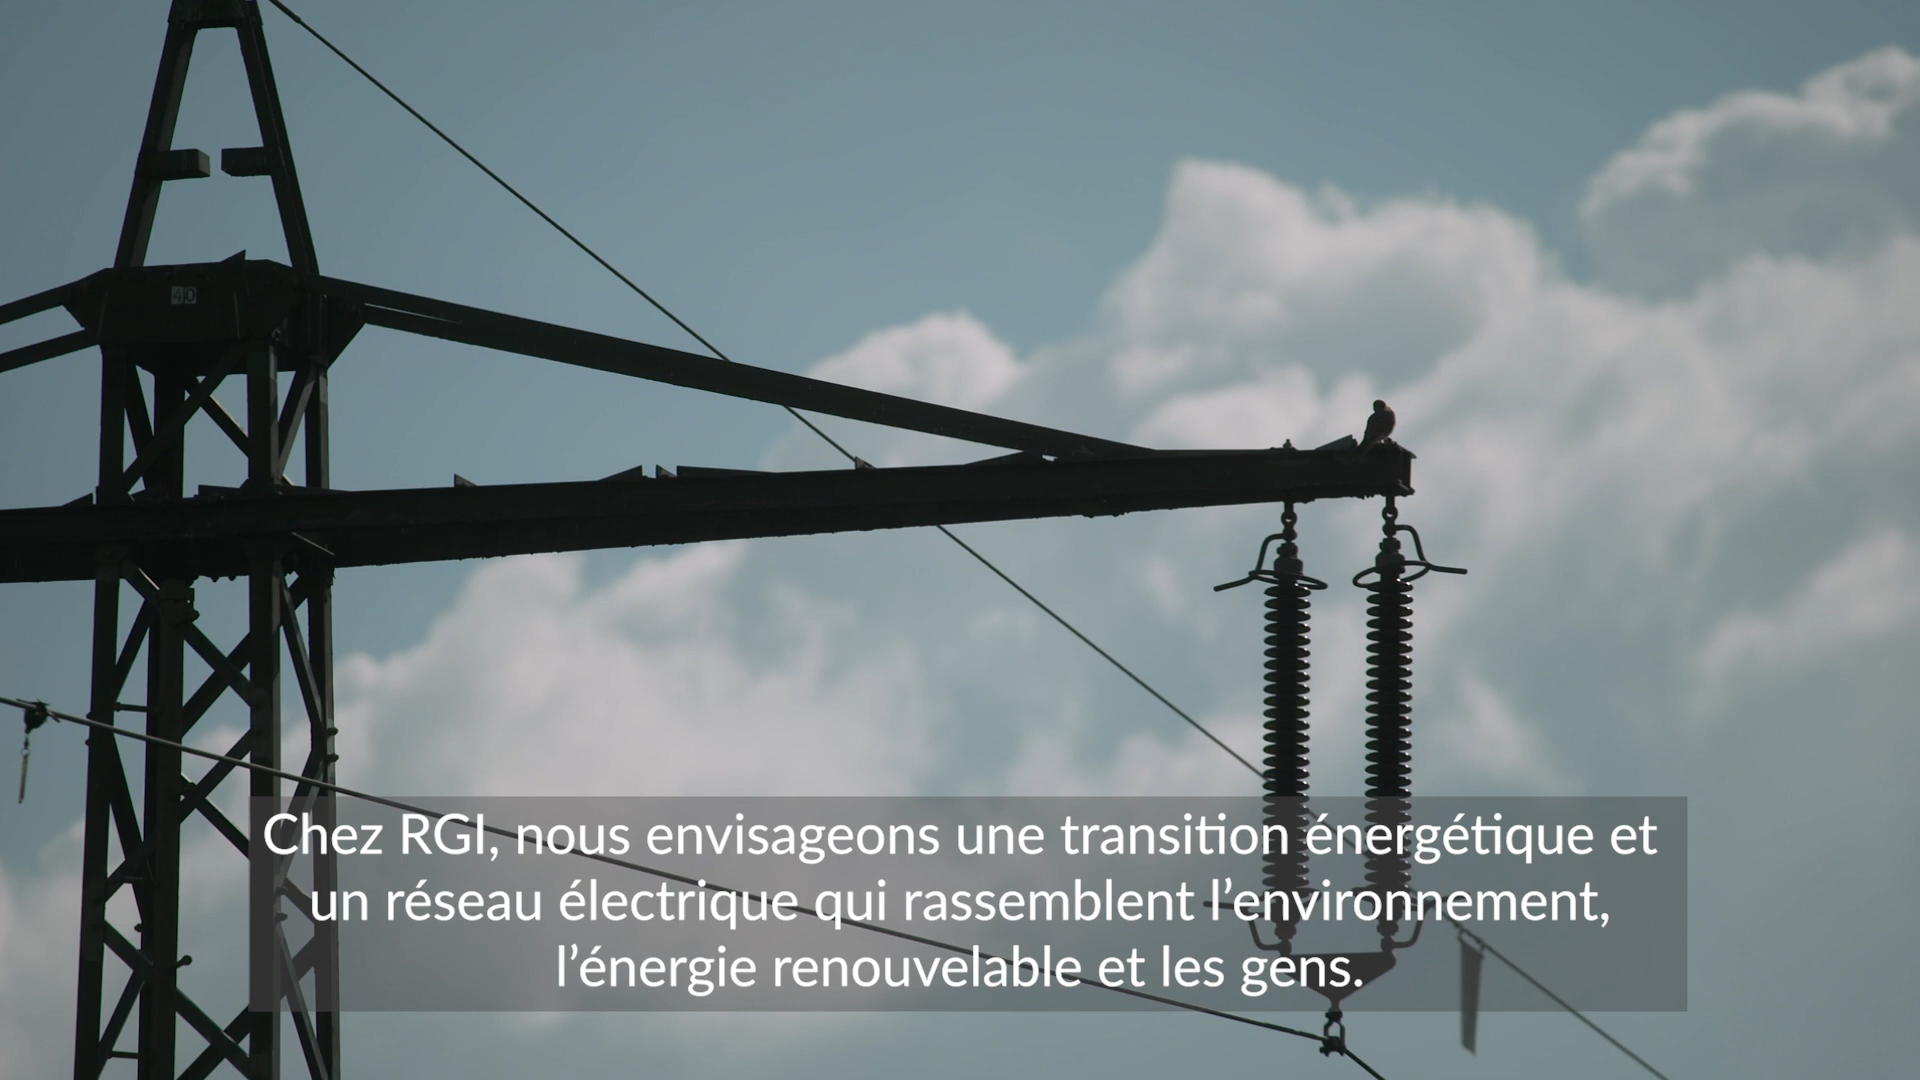 40
Chez RGI, nous envisageons une transition énergétique et
un réseau électrique qui rassemblent l’environnement,
l’énergie renouvelable et les gens.